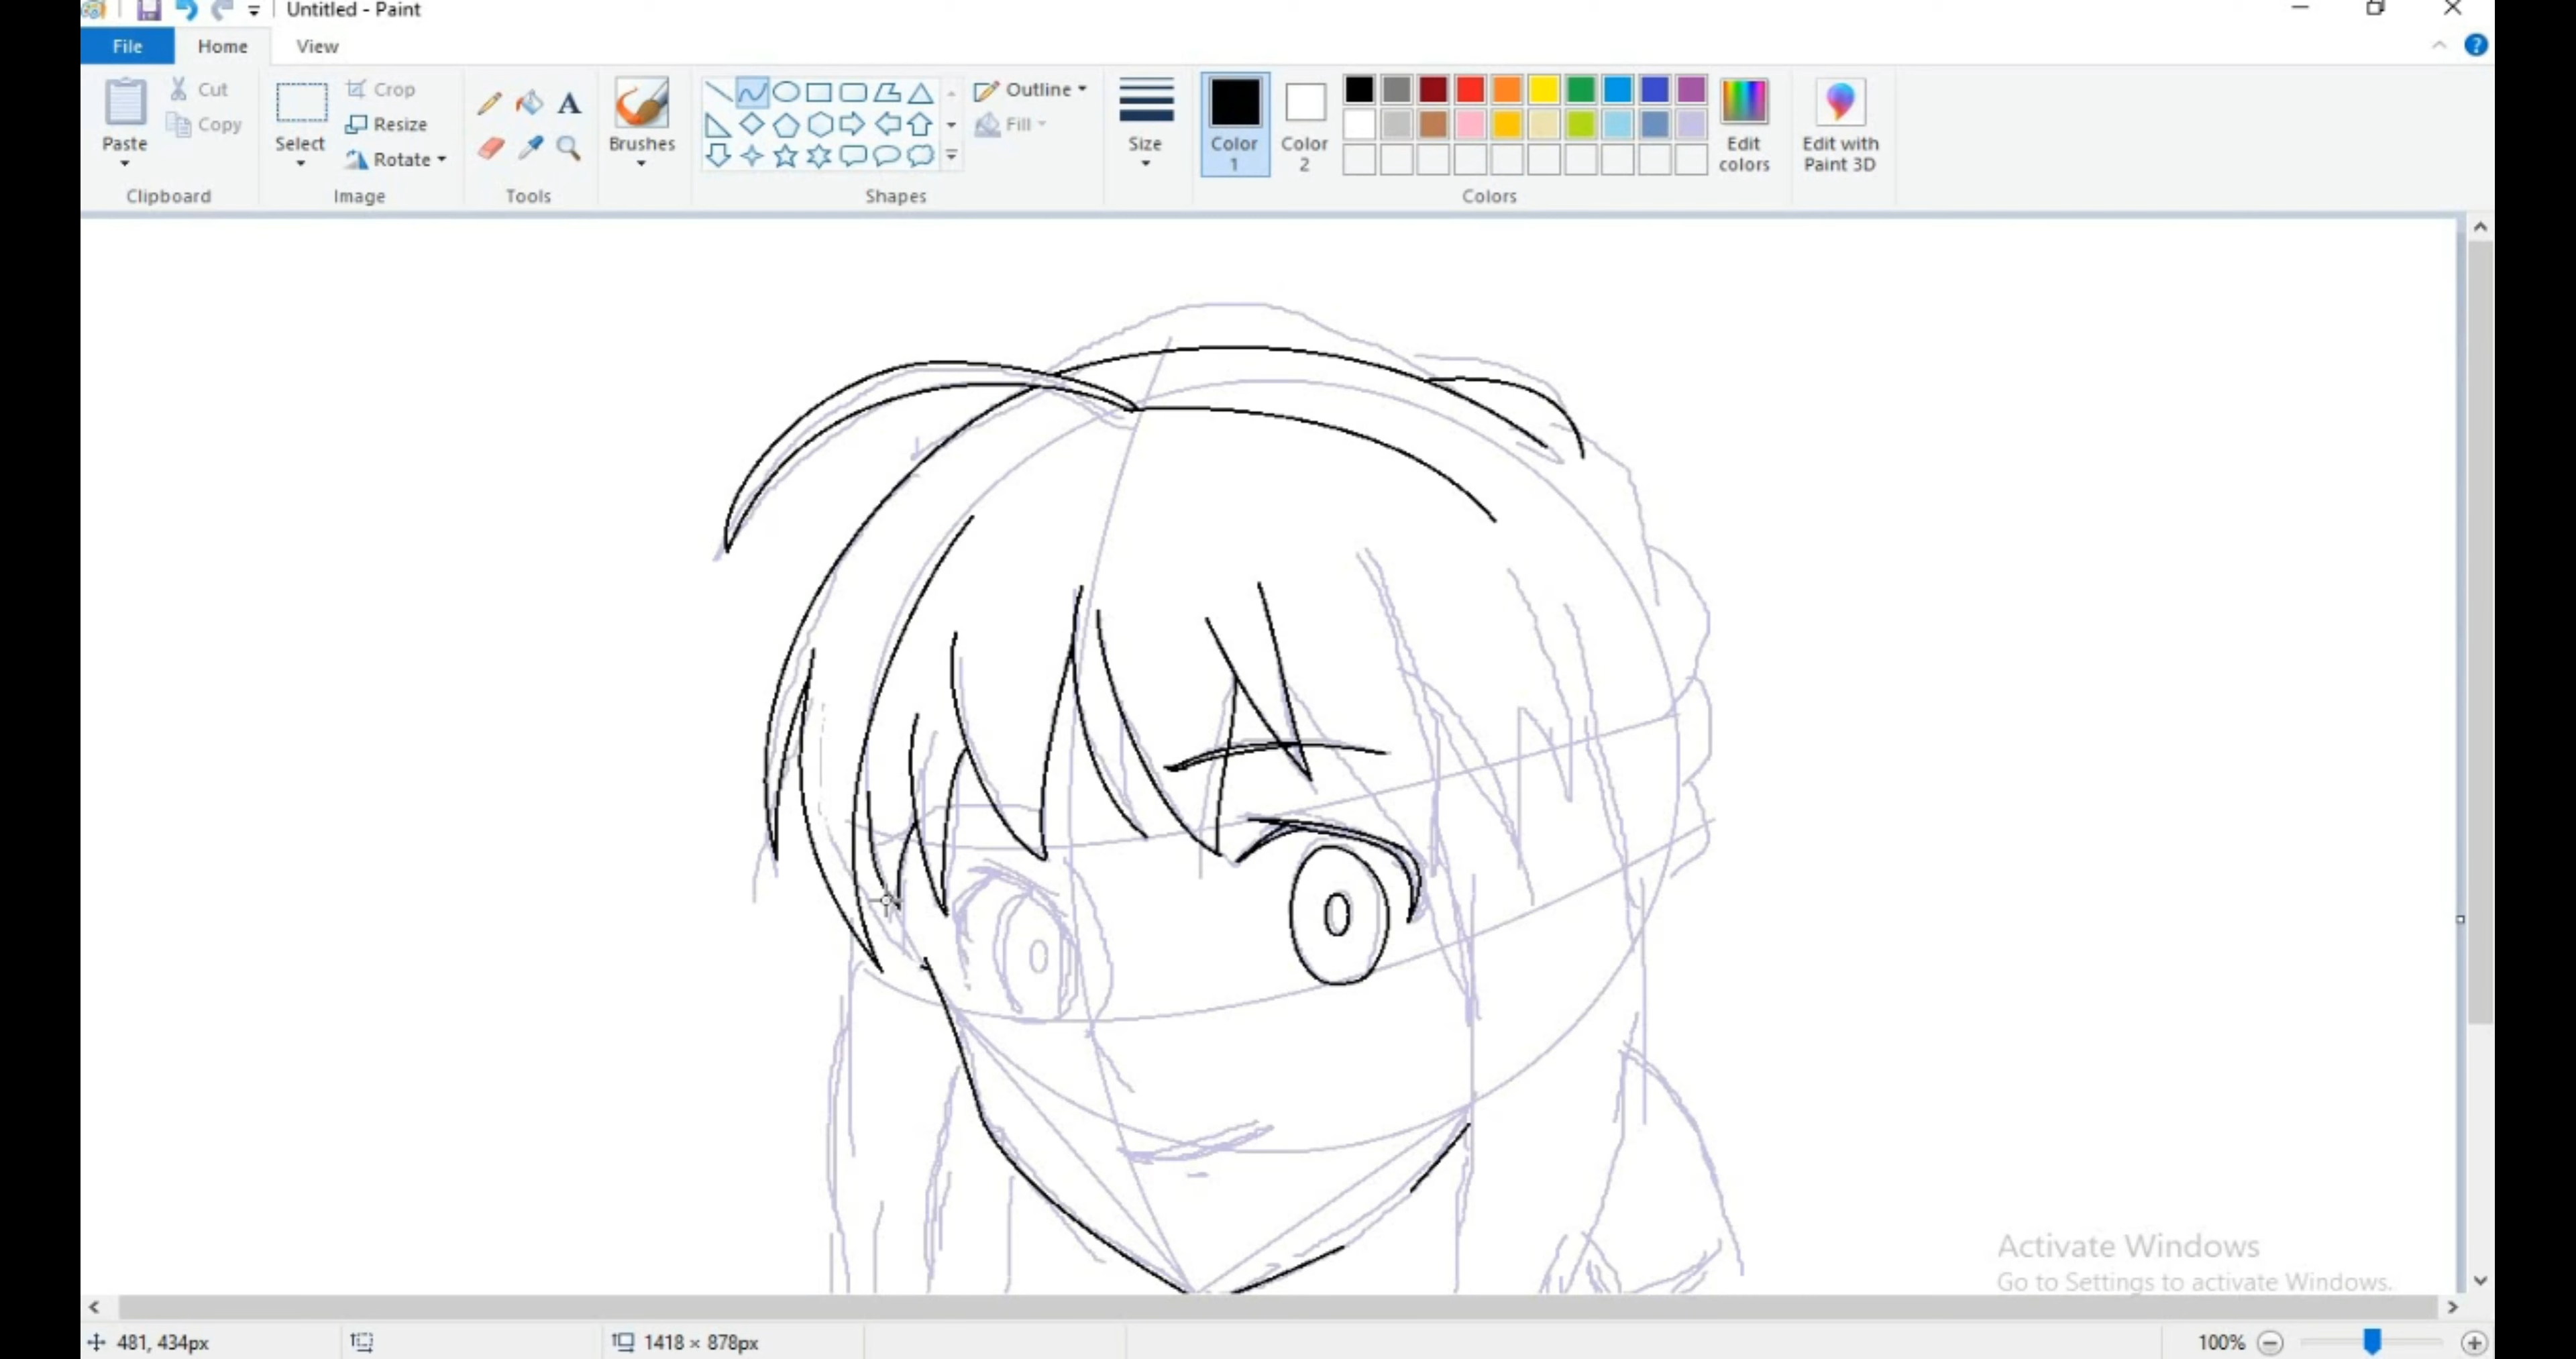 Untitled - Paint
File Home View
Paste
Cut
Copy
Clipboard
Select
Crop
Resize
Rotate
Image
A
Tools
Brushes
Shapes
Outline
Fill
Size
Color 1
Color 2
Colors
Edit colors
Edit with Paint 3D
Activate Windows
Go to Settings to activate Windows.
481, 434px
1418 × 878px
100%